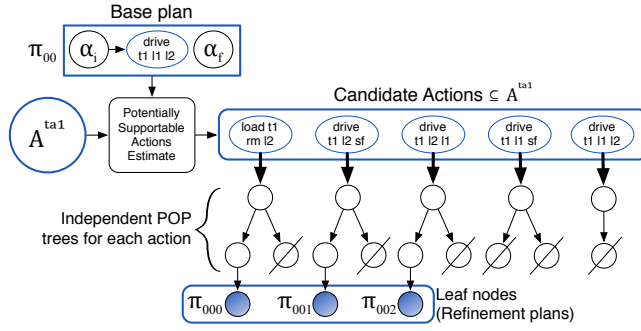 Base plan
π00
αi
drive
t1 l1 l2
αf
A^ta1
Potentially
Supportable
Actions
Estimate
Candidate Actions ⊆ A^ta1
load t1
rm l2
drive
t1 l2 sf
drive
t1 l2 l1
drive
t1 l1 sf
drive
t1 l1 l2
Independent POP
trees for each action
π000
π001
π002
Leaf nodes
(Refinement plans)